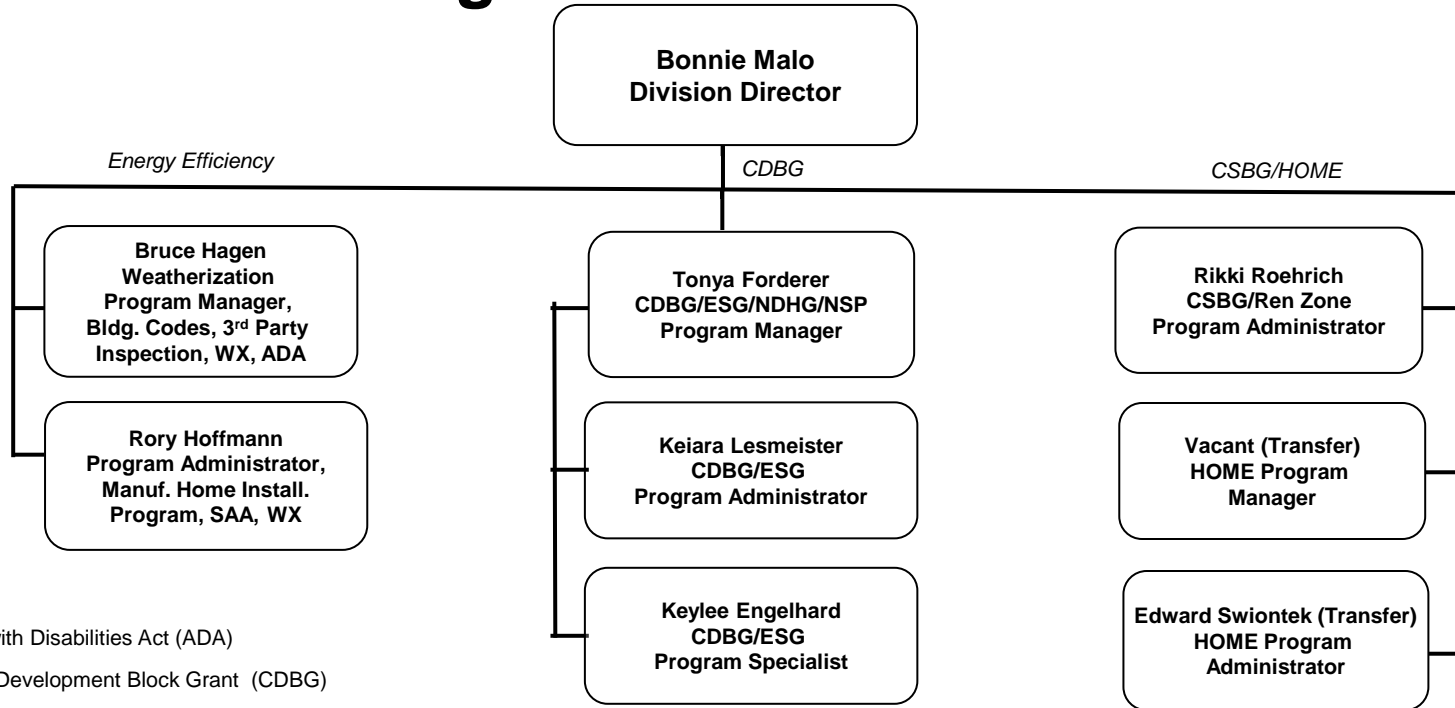 Bonnie Malo
Division Director
Energy Efficiency
CDBG
CSBG/HOME
Bruce Hagen
Weatherization
Program Manager,
Bldg. Codes, 3rd Party
Inspection, WX, ADA
Rory Hoffmann
Program Administrator,
Manuf. Home Install.
Program, SAA, WX
Tonya Forderer
CDBG/ESG/NDHG/NSP
Program Manager
Keiara Lesmeister
CDBG/ESG
Program Administrator
Keylee Engelhard
CDBG/ESG
Program Specialist
Rikki Roehrich
CSBG/Ren Zone
Program Administrator
Vacant (Transfer)
HOME Program
Manager
Edward Swiontek (Transfer)
HOME Program
Administrator
with Disabilities Act (ADA)
Development Block Grant (CDBG)